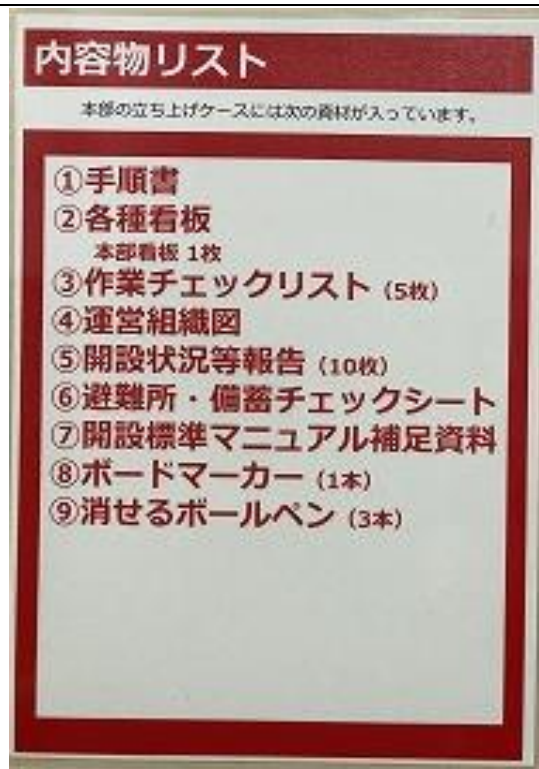 内容物リスト
本部の立ち上げケースには次の資材が入っています。
①手順書
②各種看板
本部看板 1枚
③作業チェックリスト（5枚）
④運営組織図
⑤開設状況等報告（10枚）
⑥避難所・備蓄チェックシート
⑦開設標準マニュアル補足資料
⑧ボードマーカー（1本）
⑨消せるボールペン（3本）